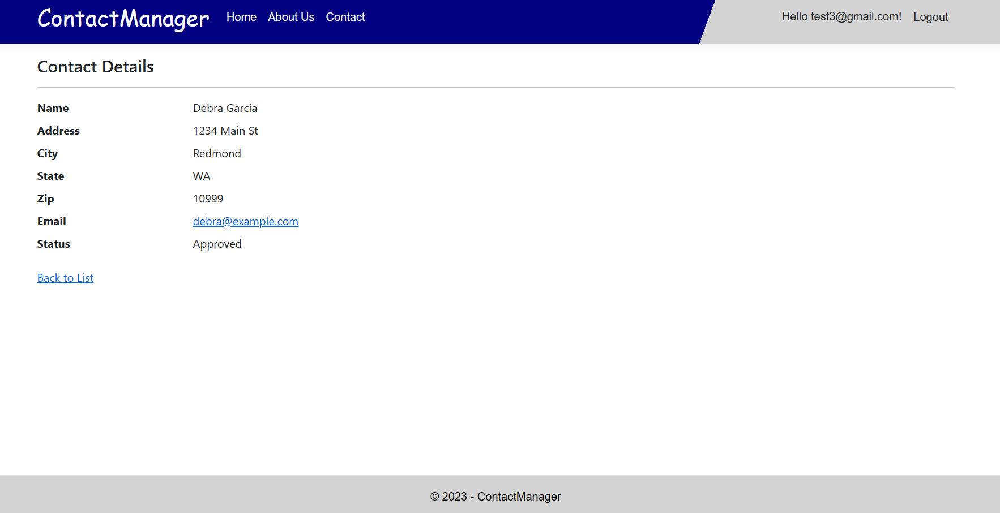 ContactManager Home About Us Contact Hello test3@gmail.com! Logout
Contact Details
Name Debra Garcia
Address 1234 Main St
City Redmond
State WA
Zip 10999
Email debra@example.com
Status Approved
Back to List
© 2023 - ContactManager